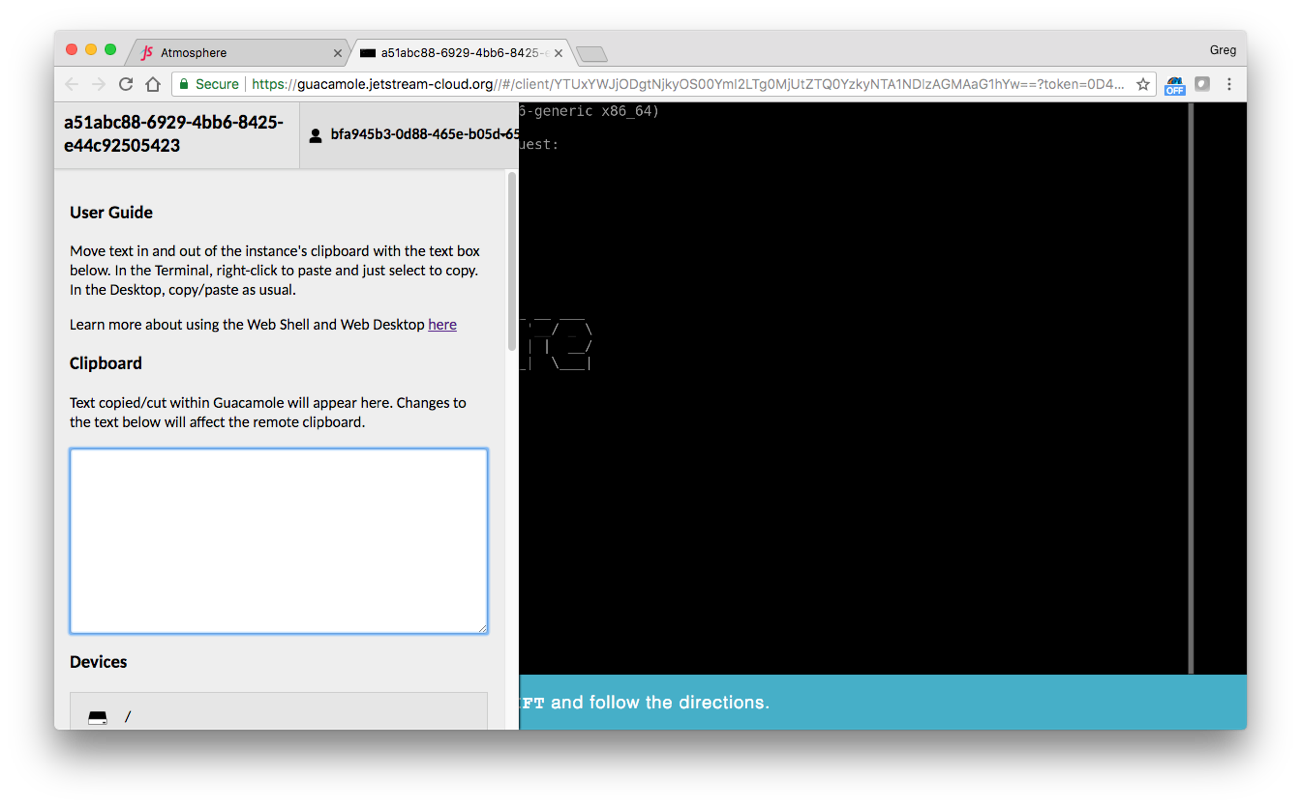 Atmosphere
a51abc88-6929-4bb6-8425-
Greg
Secure
https://guacamole.jetstream-cloud.org//#/client/YTUxYWJjODgtNjkyOS00YmI2LTg0MjUtZTQ0YzkyNTA1NDIzAGMAaG1hYw==?token=0D4...
OFF
a51abc88-6929-4bb6-8425-
e44c92505423
bfa945b3-0d88-465e-b05d-65
6-generic x86_64)
uest:
User Guide
Move text in and out of the instance's clipboard with the text box
below. In the Terminal, right-click to paste and just select to copy.
In the Desktop, copy/paste as usual.
Learn more about using the Web Shell and Web Desktop here
Clipboard
Text copied/cut within Guacamole will appear here. Changes to
the text below will affect the remote clipboard.
Devices
/
IFT and follow the directions.